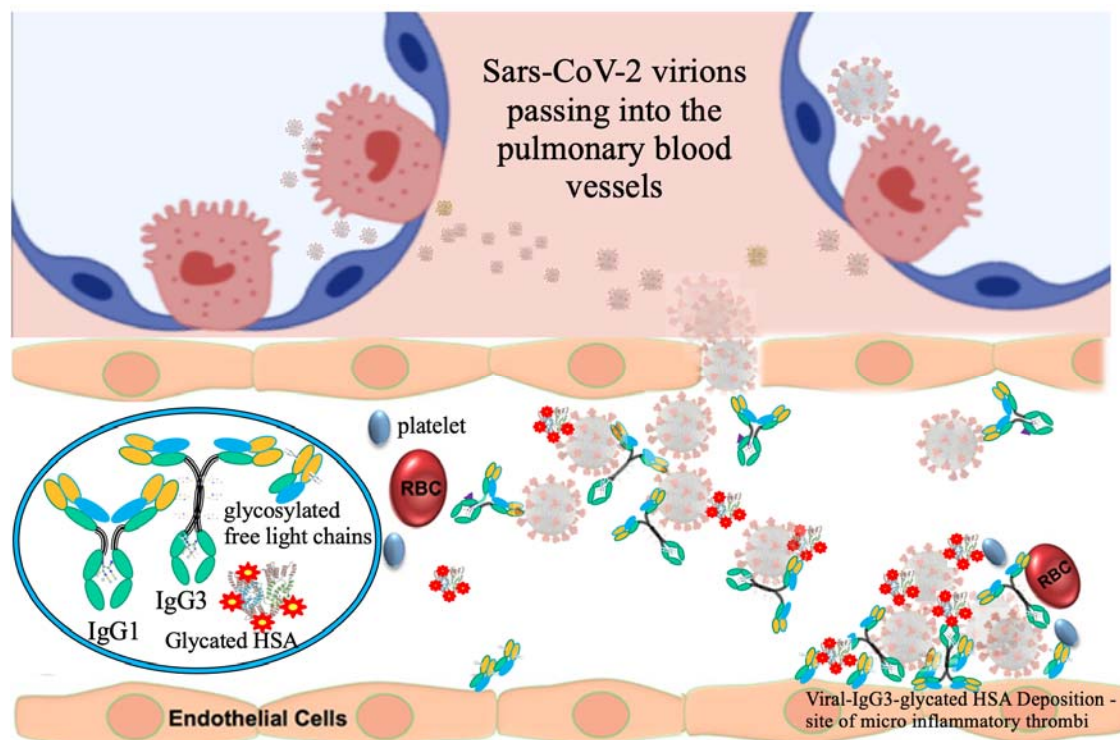 Sars-CoV-2 virions
passing into the
pulmonary blood
vessels
platelet
RBC
glycosylated
free light chains
IgG3
IgG1
Glycated HSA
RBC
Endothelial Cells
Viral-IgG3-glycated HSA Deposition -
site of micro inflammatory thrombi